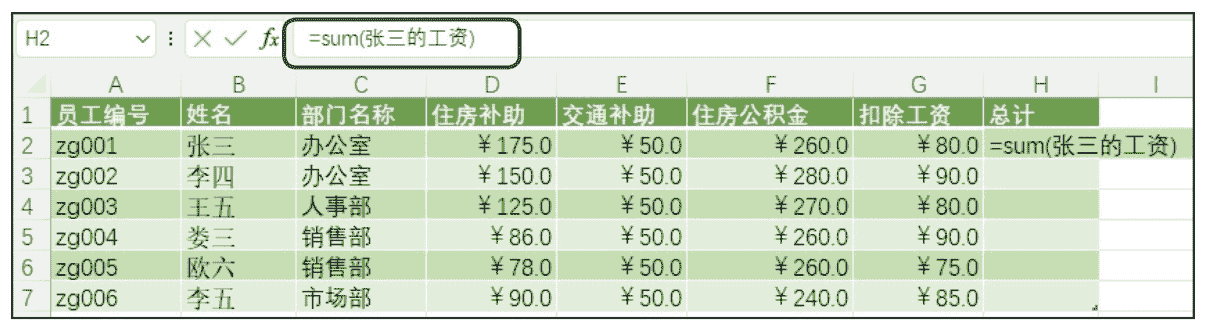 H2 fx =sum(张三的工资)
A B C D E F G H I
1 员工编号 姓名 部门名称 住房补助 交通补助 住房公积金 扣除工资 总计
2 zg001 张三 办公室 ￥175.0 ￥50.0 ￥260.0 ￥80.0 =sum(张三的工资)
3 zg002 李四 办公室 ￥150.0 ￥50.0 ￥280.0 ￥90.0
4 zg003 王五 人事部 ￥125.0 ￥50.0 ￥270.0 ￥80.0
5 zg004 娄三 销售部 ￥86.0 ￥50.0 ￥260.0 ￥90.0
6 zg005 欧六 销售部 ￥78.0 ￥50.0 ￥260.0 ￥75.0
7 zg006 李五 市场部 ￥90.0 ￥50.0 ￥240.0 ￥85.0